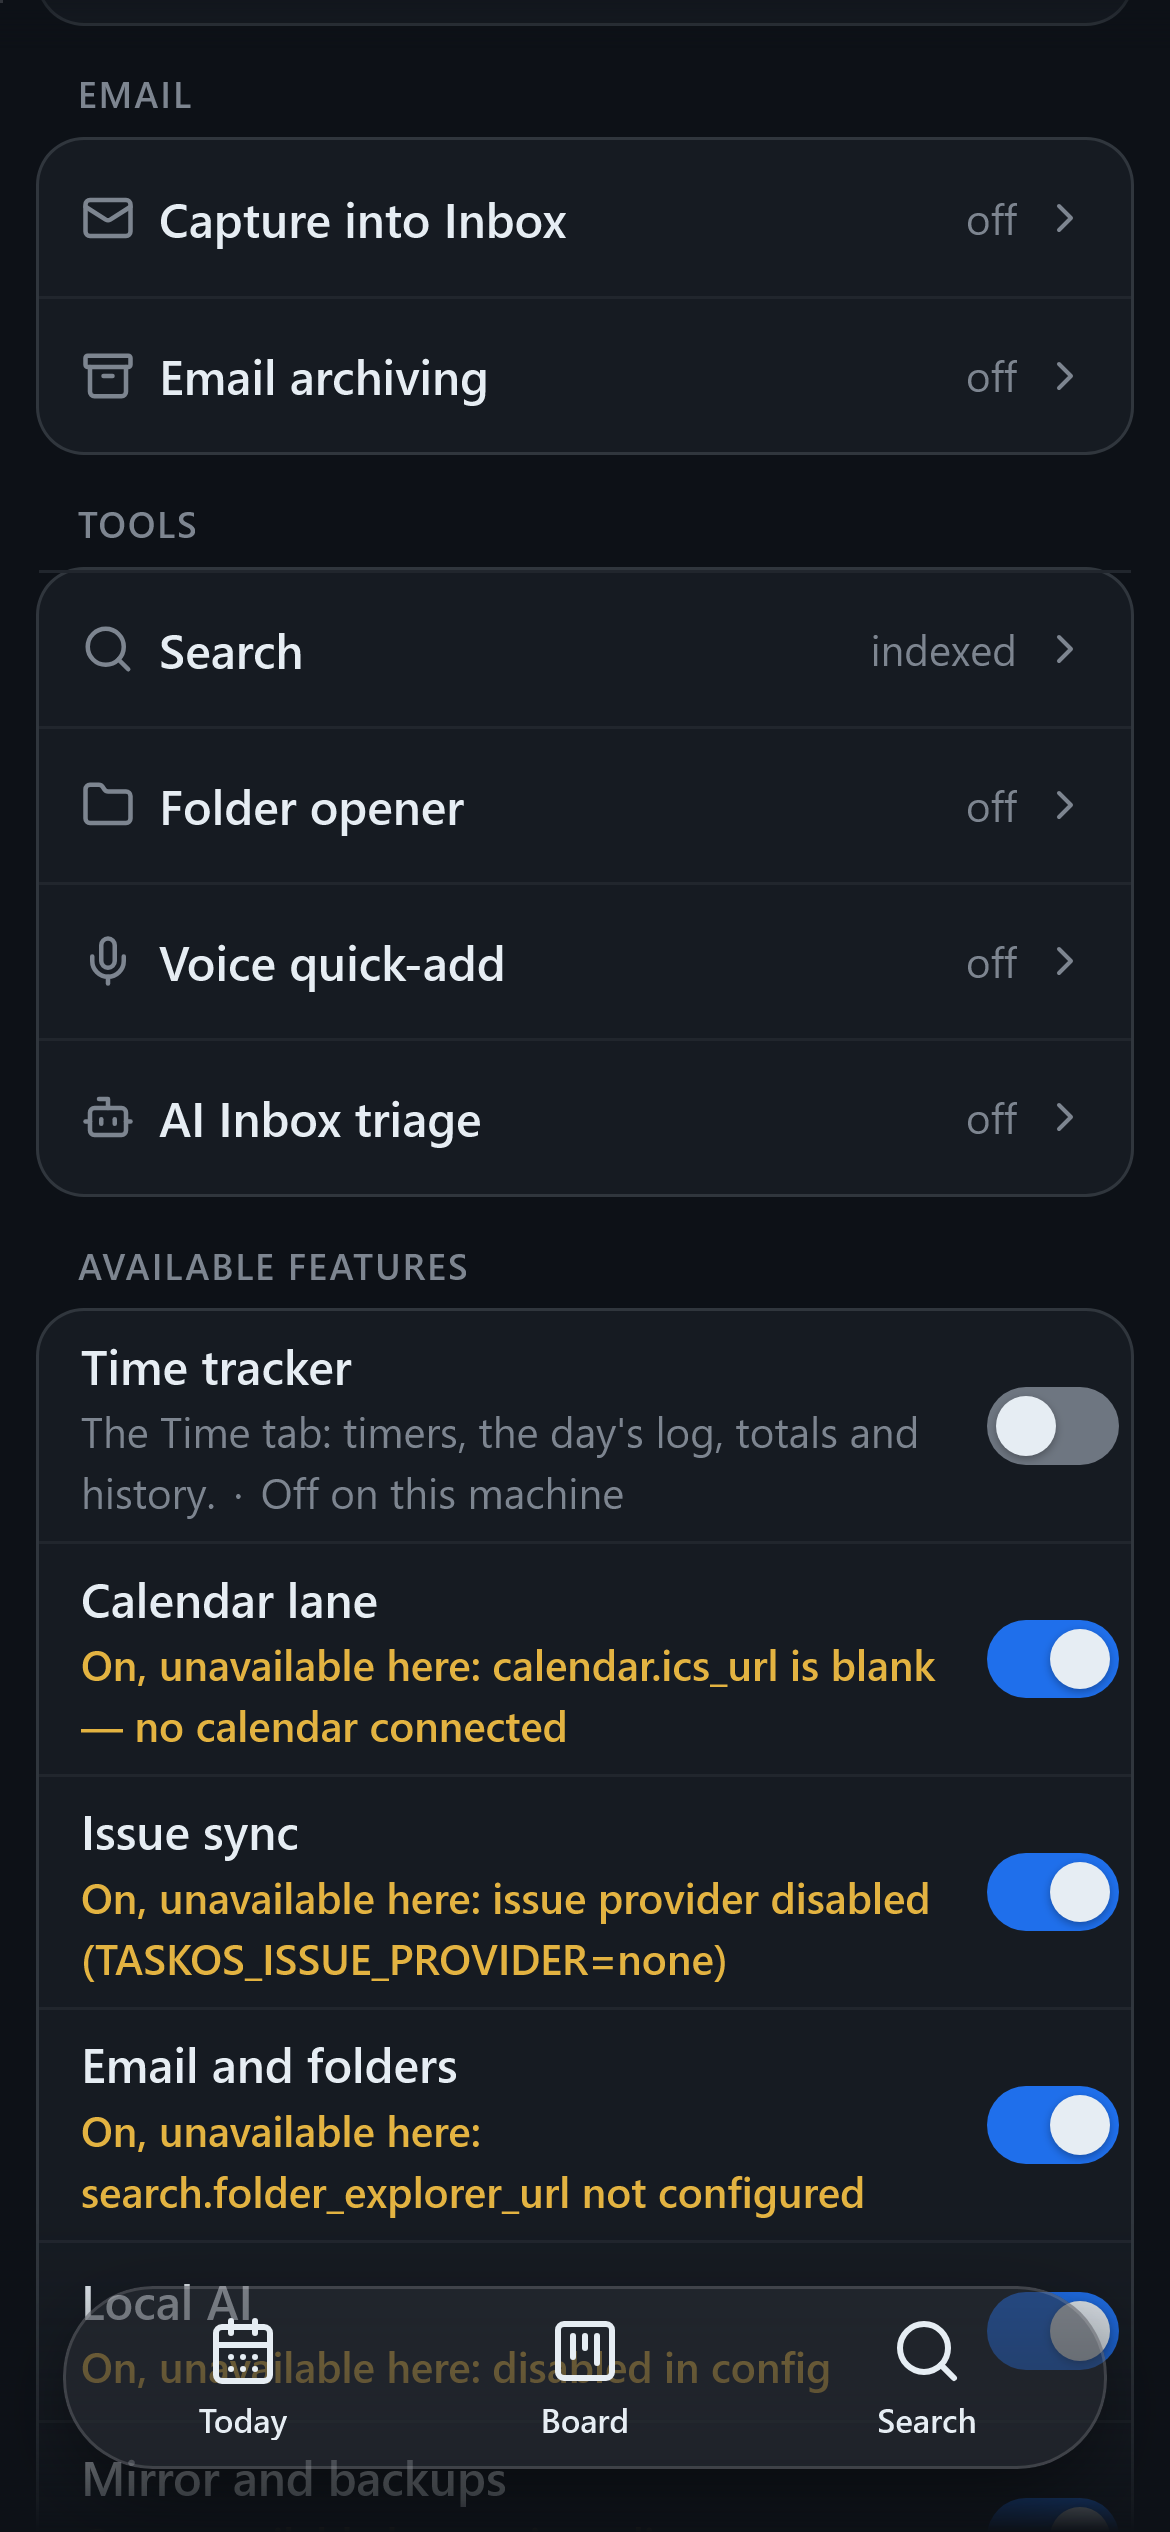 EMAIL
Capture into Inbox off
Email archiving off
TOOLS
Search indexed
Folder opener off
Voice quick-add off
AI Inbox triage off
AVAILABLE FEATURES
Time tracker
The Time tab: timers, the day's log, totals and
history. · Off on this machine
Calendar lane
On, unavailable here: calendar.ics_url is blank
— no calendar connected
Issue sync
On, unavailable here: issue provider disabled
(TASKOS_ISSUE_PROVIDER=none)
Email and folders
On, unavailable here:
search.folder_explorer_url not configured
Local AI
On, unavailable here: disabled in config
Today Board Search
Mirror and backups